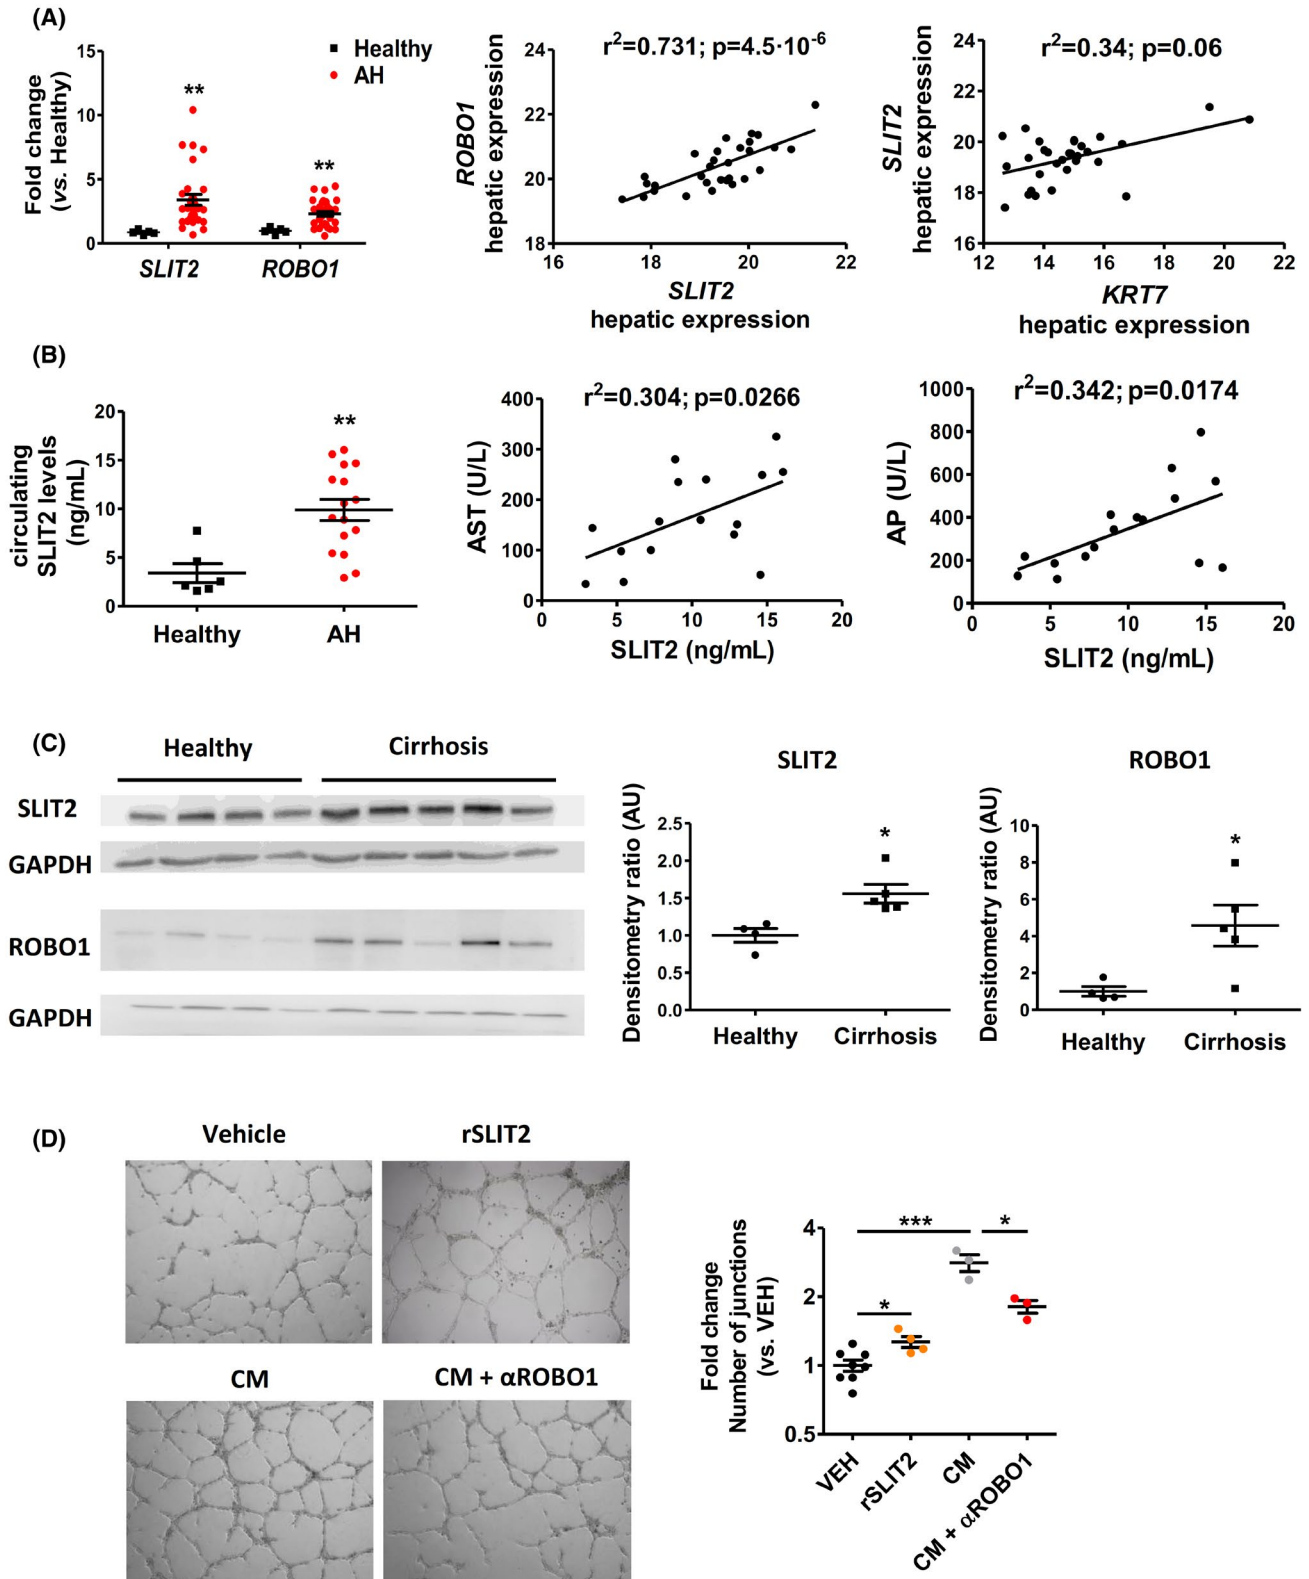 (A)
15
10
5
0
Fold change
(vs. Healthy)
Healthy
AH
**
**
SLIT2
ROBO1
r²=0.731; p=4.5·10⁻⁶
24
22
20
18
16
18
20
22
ROBO1
hepatic expression
SLIT2
hepatic expression
r²=0.34; p=0.06
24
22
20
18
16
12
14
16
18
20
22
SLIT2
hepatic expression
KRT7
hepatic expression
(B)
20
15
10
5
0
circulating
SLIT2 levels
(ng/mL)
**
Healthy
AH
r²=0.304; p=0.0266
400
300
200
100
0
0
5
10
15
20
AST (U/L)
SLIT2 (ng/mL)
r²=0.342; p=0.0174
1000
800
600
400
200
0
0
5
10
15
20
AP (U/L)
SLIT2 (ng/mL)
(C)
Healthy
Cirrhosis
SLIT2
GAPDH
ROBO1
GAPDH
SLIT2
2.5
2.0
1.5
1.0
0.5
0.0
Densitometry ratio (AU)
*
Healthy
Cirrhosis
ROBO1
10
8
6
4
2
0
Densitometry ratio (AU)
*
Healthy
Cirrhosis
(D)
Vehicle
rSLIT2
CM
CM + αROBO1
4
2
1
0.5
Fold change
Number of junctions
(vs. VEH)
***
*
*
VEH
rSLIT2
CM
CM + αROBO1